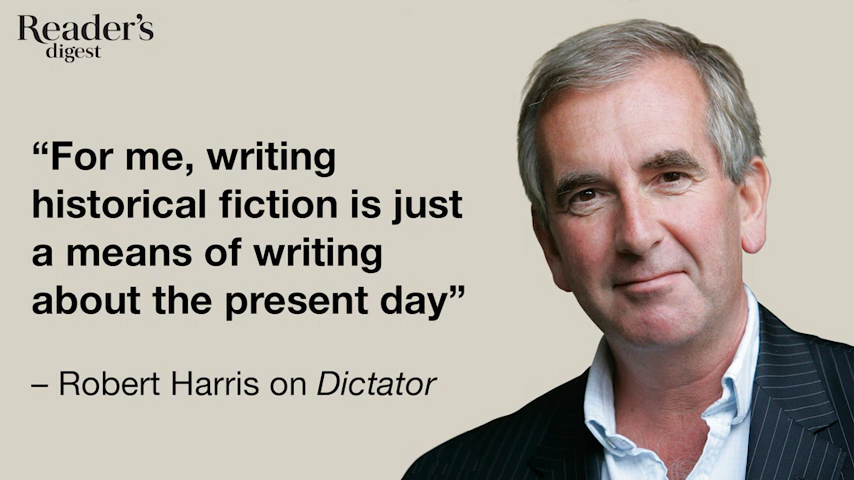 Reader's
digest
“For me, writing
historical fiction is just
a means of writing
about the present day”
– Robert Harris on Dictator